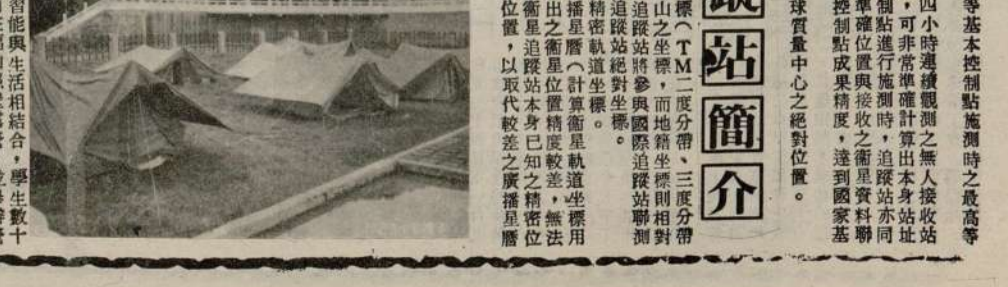 等基本控制點施測時之最高等
四小時連續觀測之無人接收站
，可非常準確計算出本身站址
制點進行施測時，追蹤站亦同
準確位置與接收之衛星資料聯
控制點成果精度，達到國家基
球質量中心之絕對位置。
蹤站簡介
標（TM二度分帶、三度分帶
山之坐標，而地籍坐標則相對
追蹤站將參與國際追蹤站聯測
追蹤站絕對坐標。
精密軌道坐標。
播星曆（計算衛星軌道坐標用
出之衛星位置精度較差，無法
衛星追蹤站本身已知之精密位
位置，以取代較差之廣播星曆
習能與生活相結合，學生數十